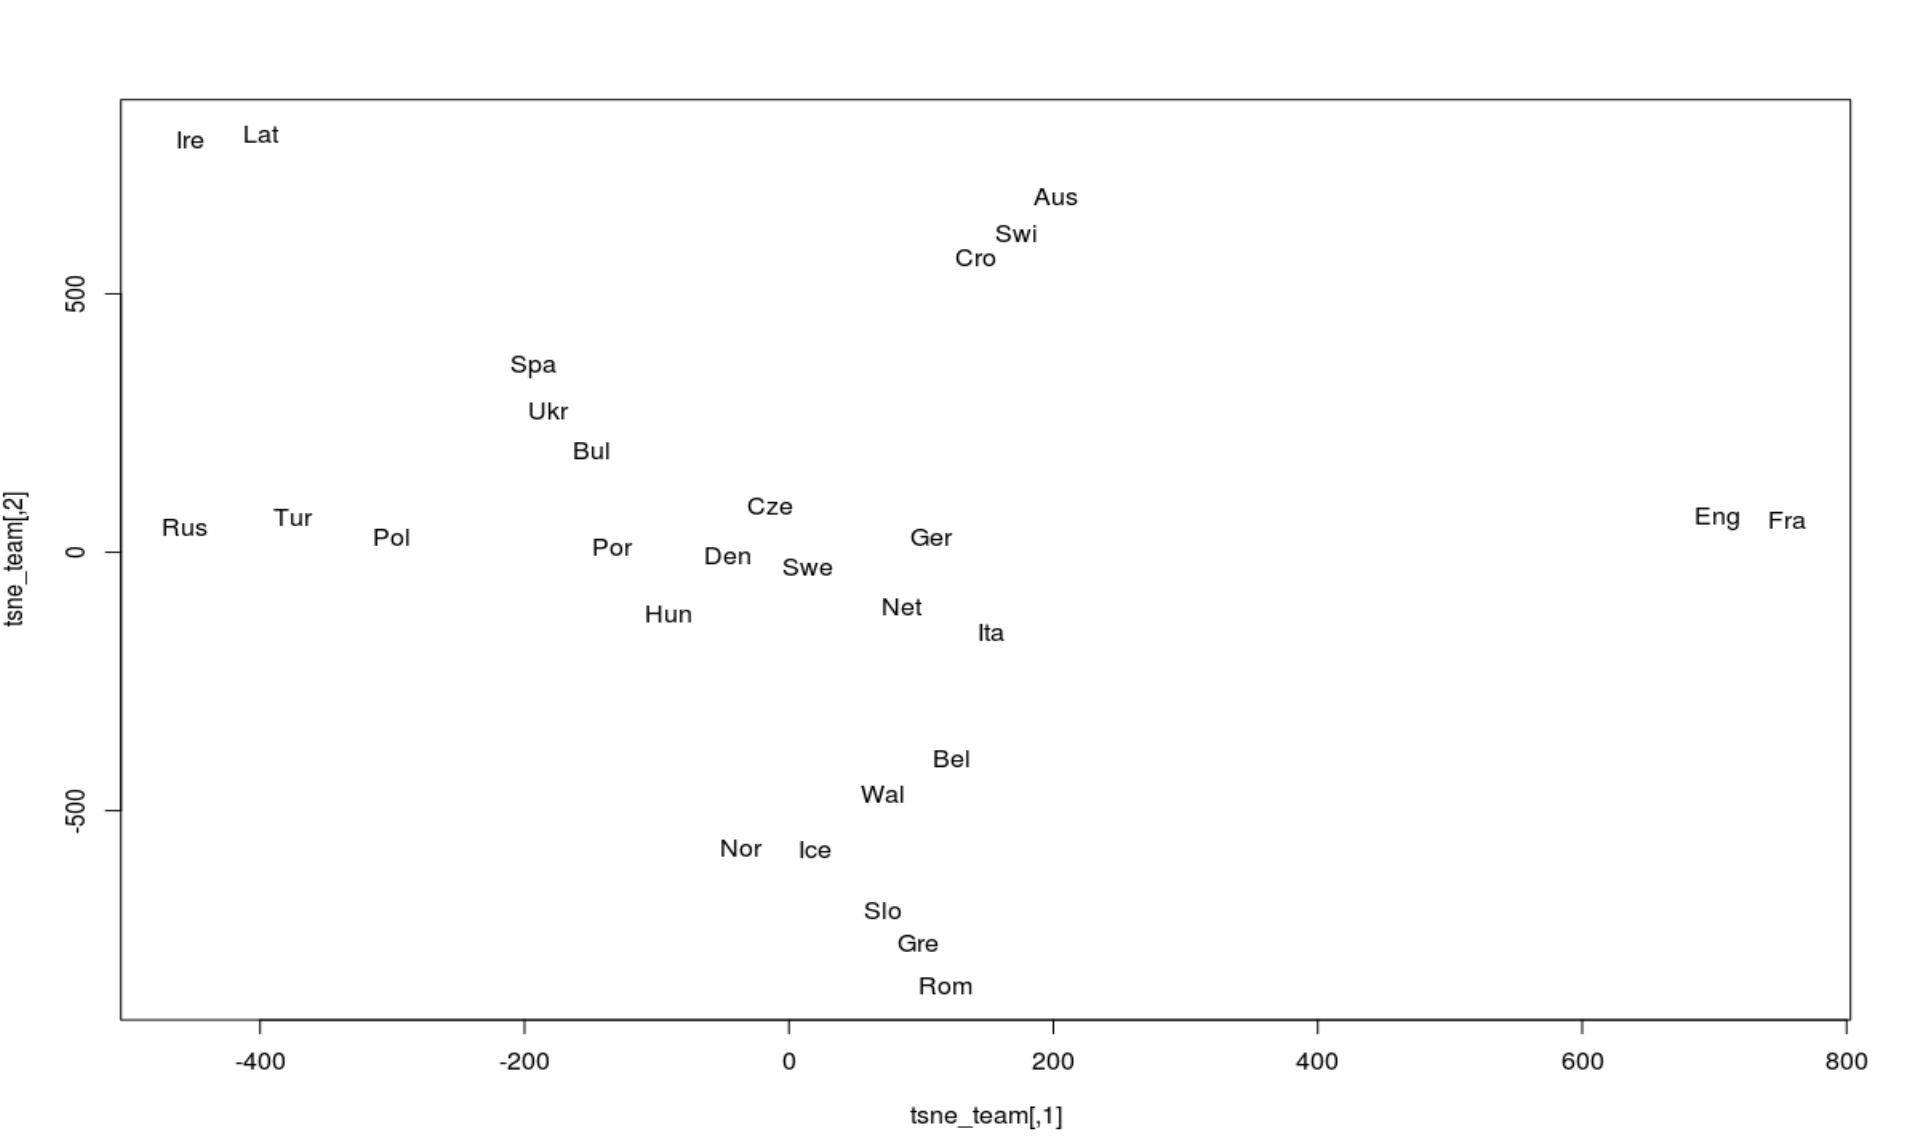 Ire
Lat
Aus
Swi
Cro
500
Spa
Ukr
Bul
Cze
Rus
Tur
Pol
Por
Den
Swe
Ger
Eng
Fra
0
Hun
Net
Ita
tsne_team[,2]
Bel
Wal
-500
Nor
Ice
Slo
Gre
Rom
-400 -200 0 200 400 600 800
tsne_team[,1]